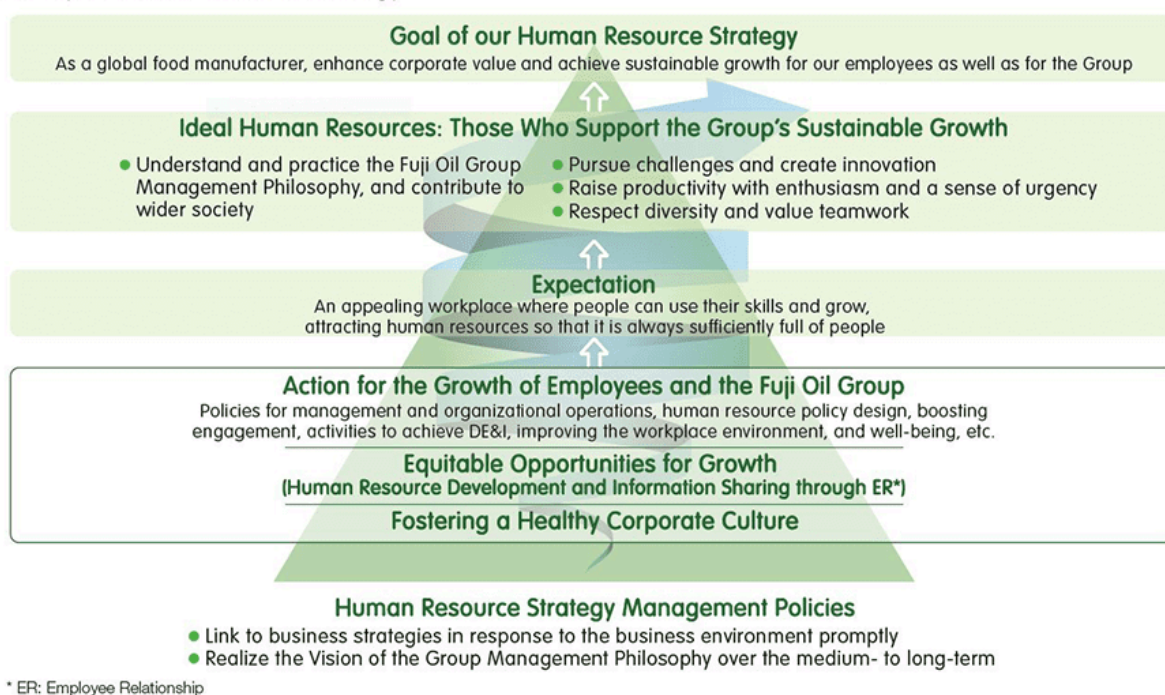 Goal of our Human Resource Strategy
As a global food manufacturer, enhance corporate value and achieve sustainable growth for our employees as well as for the Group
Ideal Human Resources: Those Who Support the Group's Sustainable Growth
● Understand and practice the Fuji Oil Group
Management Philosophy, and contribute to
wider society
● Pursue challenges and create innovation
● Raise productivity with enthusiasm and a sense of urgency
● Respect diversity and value teamwork
Expectation
An appealing workplace where people can use their skills and grow,
attracting human resources so that it is always sufficiently full of people
Action for the Growth of Employees and the Fuji Oil Group
Policies for management and organizational operations, human resource policy design, boosting
engagement, activities to achieve DE&I, improving the workplace environment, and well-being, etc.
Equitable Opportunities for Growth
(Human Resource Development and Information Sharing through ER*)
Fostering a Healthy Corporate Culture
Human Resource Strategy Management Policies
● Link to business strategies in response to the business environment promptly
● Realize the Vision of the Group Management Philosophy over the medium- to long-term
* ER: Employee Relationship